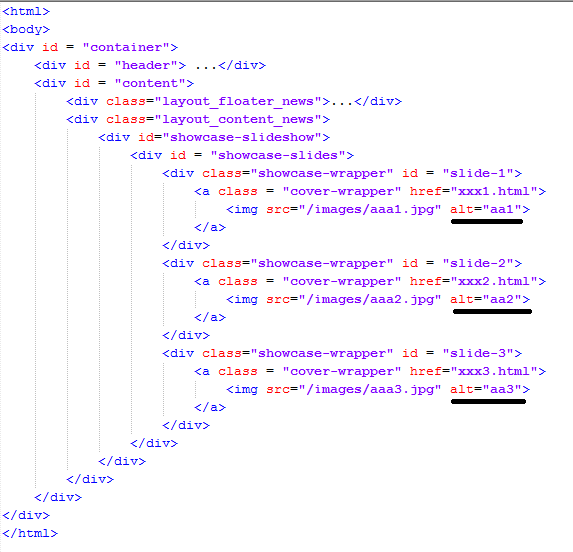 <html>
<body>
<div id = "container">
<div id = "header"> ...</div>
<div id = "content">
<div class="layout_floater_news">...</div>
<div class="layout_content_news">
<div id="showcase-slideshow">
<div id = "showcase-slides">
<div class="showcase-wrapper" id = "slide-1">
<a class = "cover-wrapper" href="xxx1.html">
<img src="/images/aaa1.jpg" alt="aa1">
</a>
</div>
<div class="showcase-wrapper" id = "slide-2">
<a class = "cover-wrapper" href="xxx2.html">
<img src="/images/aaa2.jpg" alt="aa2">
</a>
</div>
<div class="showcase-wrapper" id = "slide-3">
<a class = "cover-wrapper" href="xxx3.html">
<img src="/images/aaa3.jpg" alt="aa3">
</a>
</div>
</div>
</div>
</div>
</div>
</div>
</html>